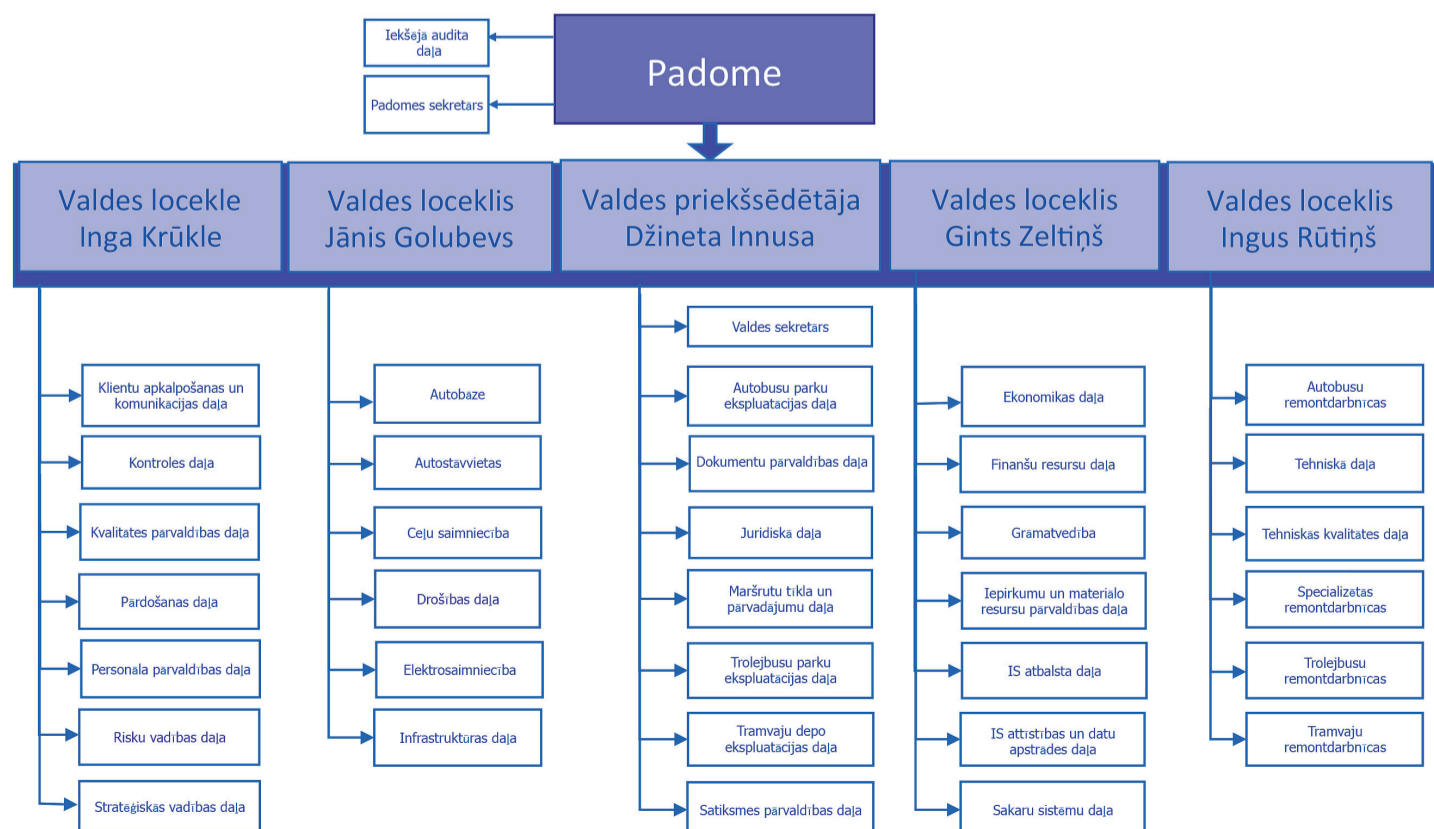 Iekšējā audita
daļa
Padomes sekretārs
Padome
Valdes locekle
Inga Krūkle
Valdes loceklis
Jānis Golubevs
Valdes priekšsēdētāja
Džineta Innusa
Valdes loceklis
Gints Zeltiņš
Valdes loceklis
Ingus Rūtiņš
Klientu apkalpošanas un
komunikācijas daļa
Kontroles daļa
Kvalitātes pārvaldības daļa
Pārdošanas daļa
Personāla pārvaldības daļa
Risku vadības daļa
Stratēģiskās vadības daļa
Autobāze
Autostāvvietas
Ceļu saimniecība
Drošības daļa
Elektrosaimniecība
Infrastruktūras daļa
Valdes sekretārs
Autobusu parku
ekspluatācijas daļa
Dokumentu pārvaldības daļa
Juridiskā daļa
Maršrutu tīkla un
pārvadājumu daļa
Trolejbusu parku
ekspluatācijas daļa
Tramvaju depo
ekspluatācijas daļa
Satiksmes pārvaldības daļa
Ekonomikas daļa
Finanšu resursu daļa
Grāmatvedība
Iepirkumu un materiālo
resursu pārvaldības daļa
IS atbalsta daļa
IS attīstības un datu
apstrādes daļa
Sakaru sistēmu daļa
Autobusu
remontdarbnīcas
Tehniskā daļa
Tehniskās kvalitātes daļa
Specializētās
remontdarbnīcas
Trolejbusu
remontdarbnīcas
Tramvaju
remontdarbnīcas